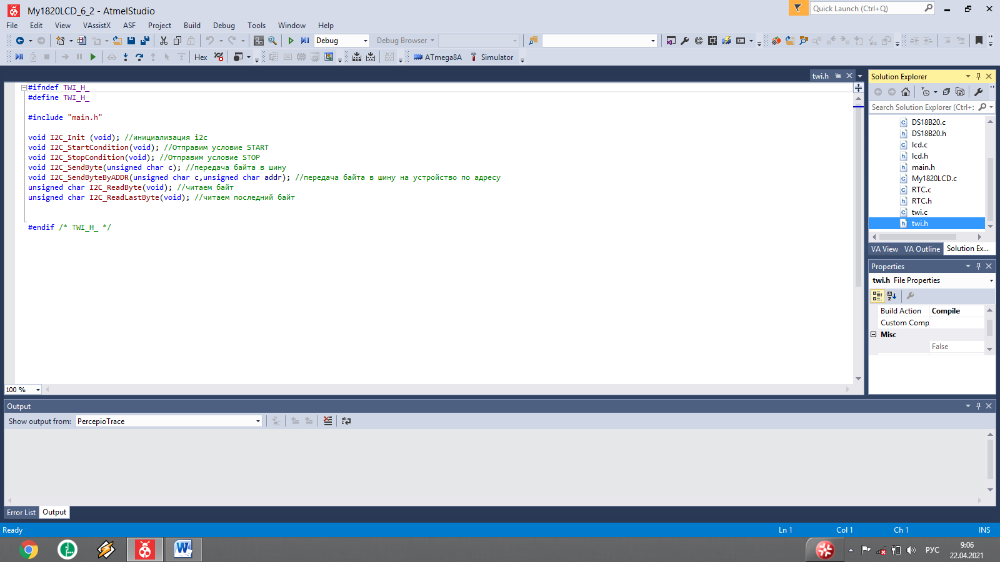 My1820LCD_6_2 - AtmelStudio
Quick Launch (Ctrl+Q)
File Edit View VAssistX ASF Project Build Debug Tools Window Help
Debug Debug Browser
Hex ATmega8A Simulator
twi.h
#ifndef TWI_H_
#define TWI_H_
#include "main.h"
void I2C_Init (void); //инициализация i2c
void I2C_StartCondition(void); //Отправим условие START
void I2C_StopCondition(void); //Отправим условие STOP
void I2C_SendByte(unsigned char c); //передача байта в шину
void I2C_SendByteByADDR(unsigned char c,unsigned char addr); //передача байта в шину на устройство по адресу
unsigned char I2C_ReadByte(void); //читаем байт
unsigned char I2C_ReadLastByte(void); //читаем последний байт
#endif /* TWI_H_ */
100 %
Solution Explorer
Search Solution Explorer (Ctrl+;
DS18B20.c
DS18B20.h
lcd.c
lcd.h
main.h
My1820LCD.c
RTC.c
RTC.h
twi.c
twi.h
VA View VA Outline Solution Ex...
Properties
twi.h File Properties
Build Action Compile
Custom Comp
Misc
False
Output
Show output from: PercepioTrace
Error List Output
Ready Ln 1 Col 1 Ch 1 INS
РУС
9:06
22.04.2021